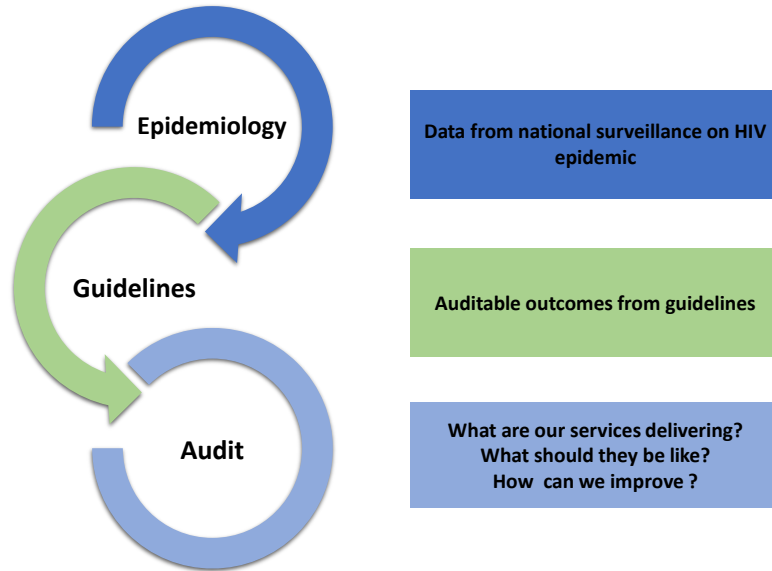 Epidemiology
Data from national surveillance on HIV
epidemic
Guidelines
Auditable outcomes from guidelines
Audit
What are our services delivering?
What should they be like?
How can we improve ?